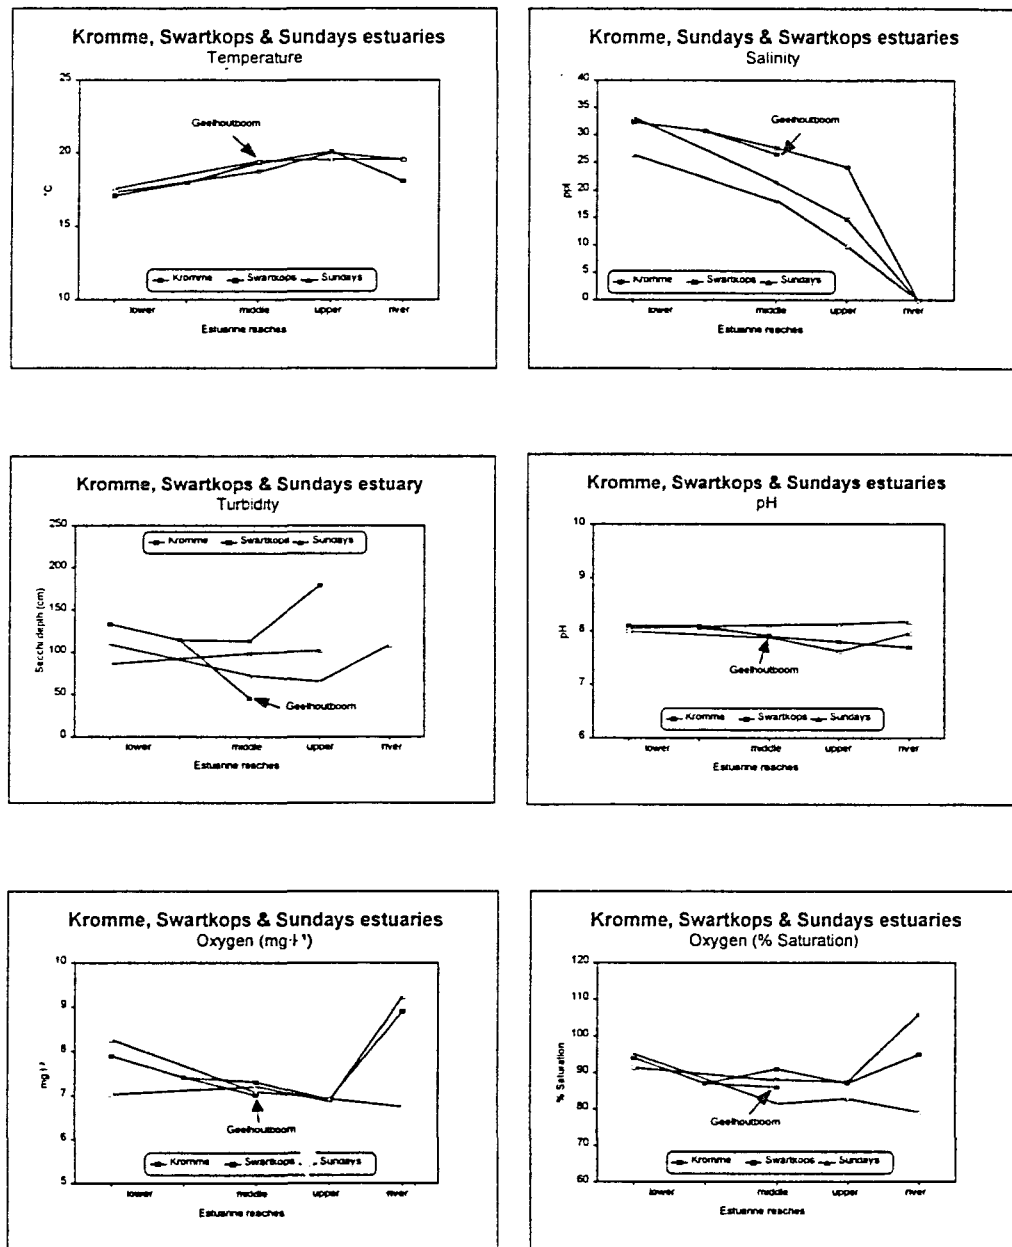 Kromme, Swartkops & Sundays estuaries
Temperature
25
20
15
10
°C
Geelhoutboom
Kromme Swartkops Sundays
lower middle upper river
Estuarine reaches
Kromme, Sundays & Swartkops estuaries
Salinity
40
35
30
25
20
15
10
5
0
ppt
Geelhoutboom
Kromme Swartkops Sundays
lower middle upper river
Estuarine reaches
Kromme, Swartkops & Sundays estuary
Turbidity
250
200
150
100
50
0
Secchi depth (cm)
Kromme Swartkops Sundays
Geelhoutboom
lower middle upper river
Estuarine reaches
Kromme, Swartkops & Sundays estuaries
pH
10
9
8
7
6
pH
Geelhoutboom
Kromme Swartkops Sundays
lower middle upper river
Estuarine reaches
Kromme, Swartkops & Sundays estuaries
Oxygen (mg·l⁻¹)
10
9
8
7
6
5
mg·l⁻¹
Geelhoutboom
Kromme Swartkops Sundays
lower middle upper river
Estuarine reaches
Kromme, Swartkops & Sundays estuaries
Oxygen (% Saturation)
120
110
100
90
80
70
60
% Saturation
Geelhoutboom
Kromme Swartkops Sundays
lower middle upper river
Estuarine reaches